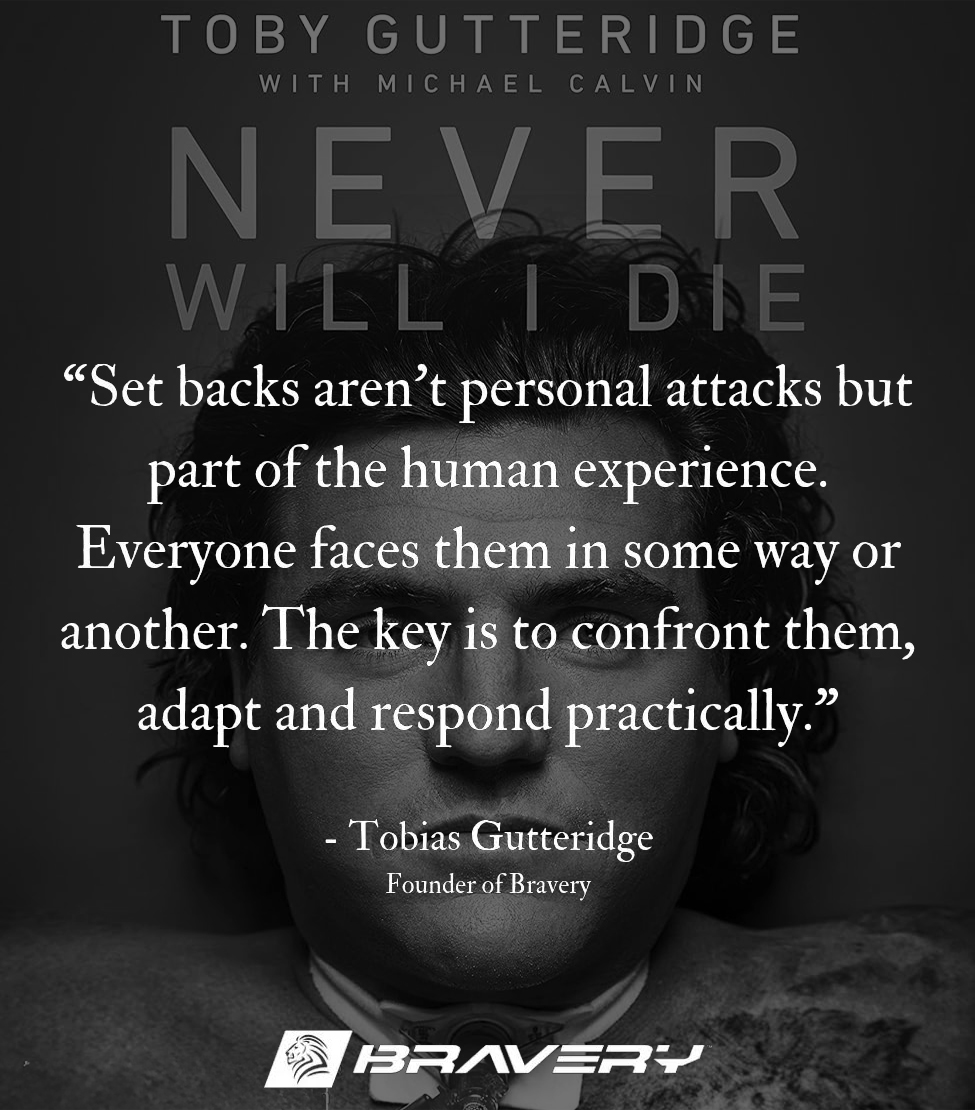 TOBY GUTTERIDGE
WITH MICHAEL CALVIN
NEVER
WILL I DIE
“Set backs aren’t personal attacks but
part of the human experience.
Everyone faces them in some way or
another. The key is to confront them,
adapt and respond practically.”
- Tobias Gutteridge
Founder of Bravery
BRAVERY